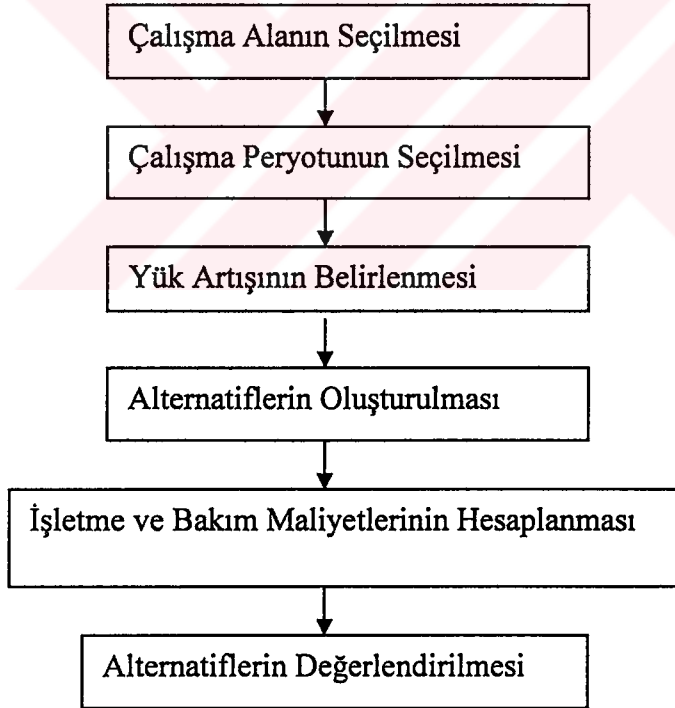 Çalışma Alanın Seçilmesi
Çalışma Peryotunun Seçilmesi
Yük Artışının Belirlenmesi
Alternatiflerin Oluşturulması
İşletme ve Bakım Maliyetlerinin Hesaplanması
Alternatiflerin Değerlendirilmesi